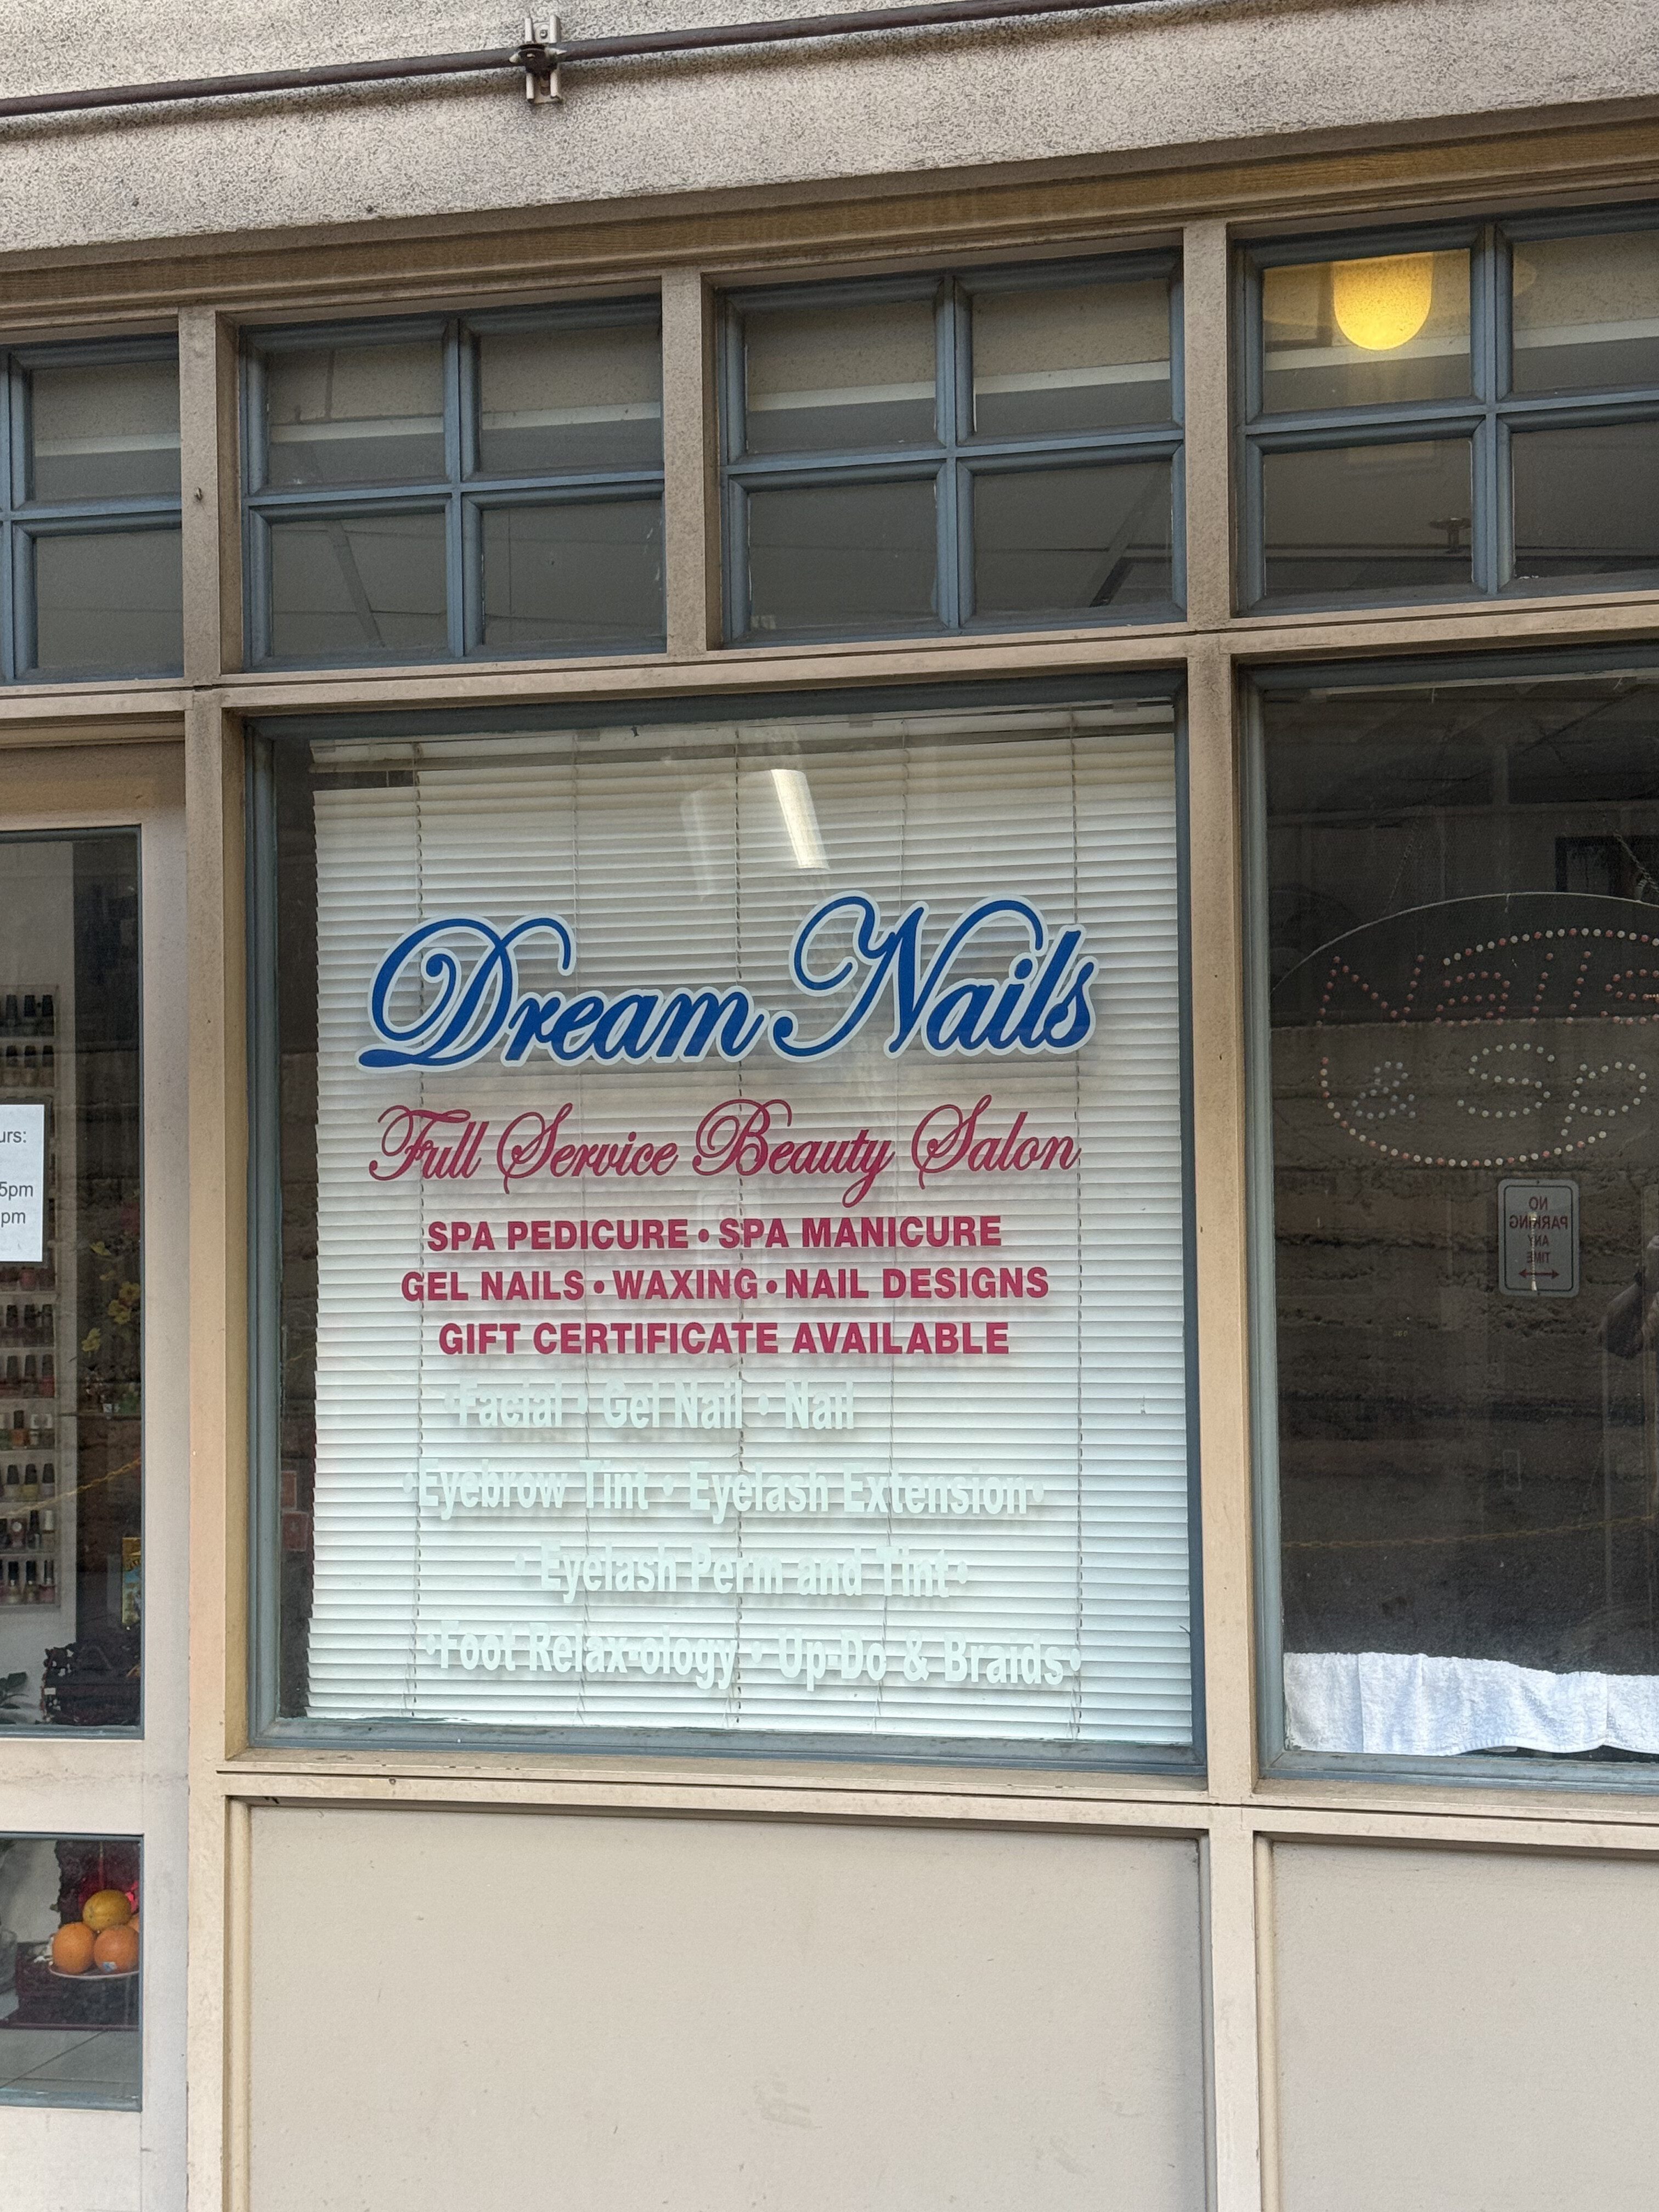 Dream Nails
Full Service Beauty Salon
SPA PEDICURE • SPA MANICURE
GEL NAILS • WAXING • NAIL DESIGNS
GIFT CERTIFICATE AVAILABLE
•Facial • Gel Nail • Nail
•Eyebrow Tint • Eyelash Extension•
• Eyelash Perm and Tint•
•Foot Relax-ology • Up-Do & Braids•
Nails
& Sp
NO
PARKING
ANY
TIME
urs:
5pm
pm